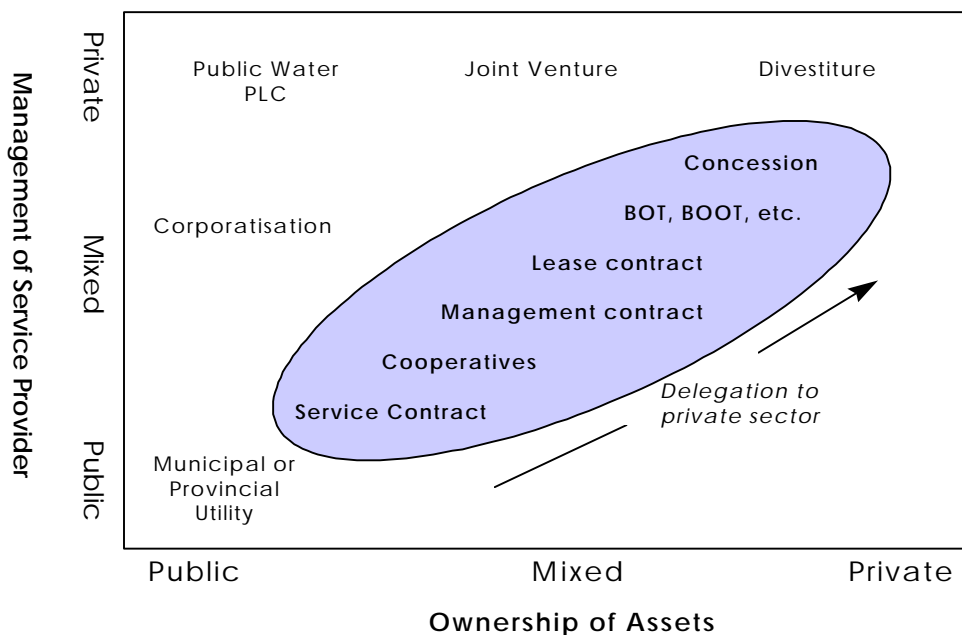 Management of Service Provider
Private
Mixed
Public
Public Water
PLC
Joint Venture
Divestiture
Concession
BOT, BOOT, etc.
Corporatisation
Lease contract
Management contract
Cooperatives
Service Contract
Delegation to
private sector
Municipal or
Provincial
Utility
Public
Mixed
Private
Ownership of Assets